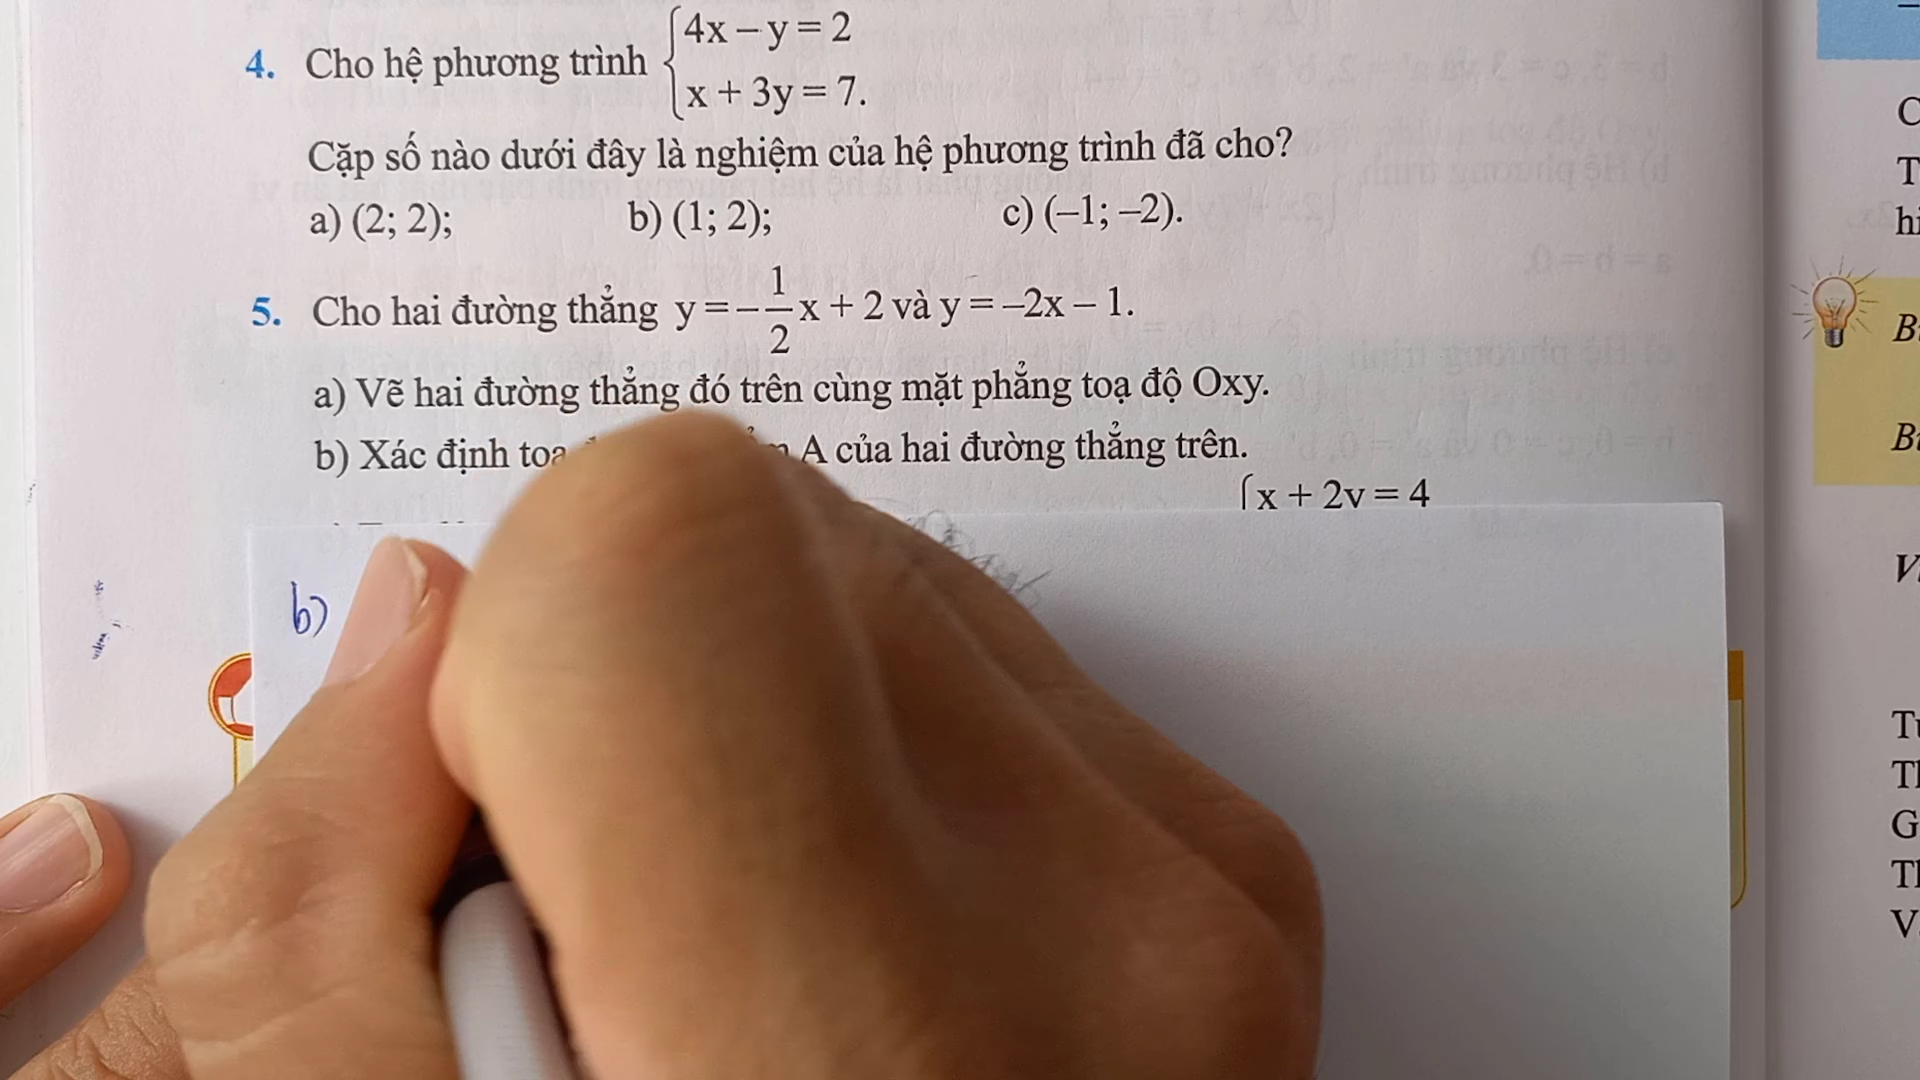 4. Cho hệ phương trình
4x – y = 2
x + 3y = 7.
Cặp số nào dưới đây là nghiệm của hệ phương trình đã cho?
a) (2; 2); b) (1; 2); c) (–1; –2).
5. Cho hai đường thẳng y = –1/2 x + 2 và y = –2x – 1.
a) Vẽ hai đường thẳng đó trên cùng mặt phẳng toạ độ Oxy.
b) Xác định A của hai đường thẳng trên.
x + 2y = 4
b)